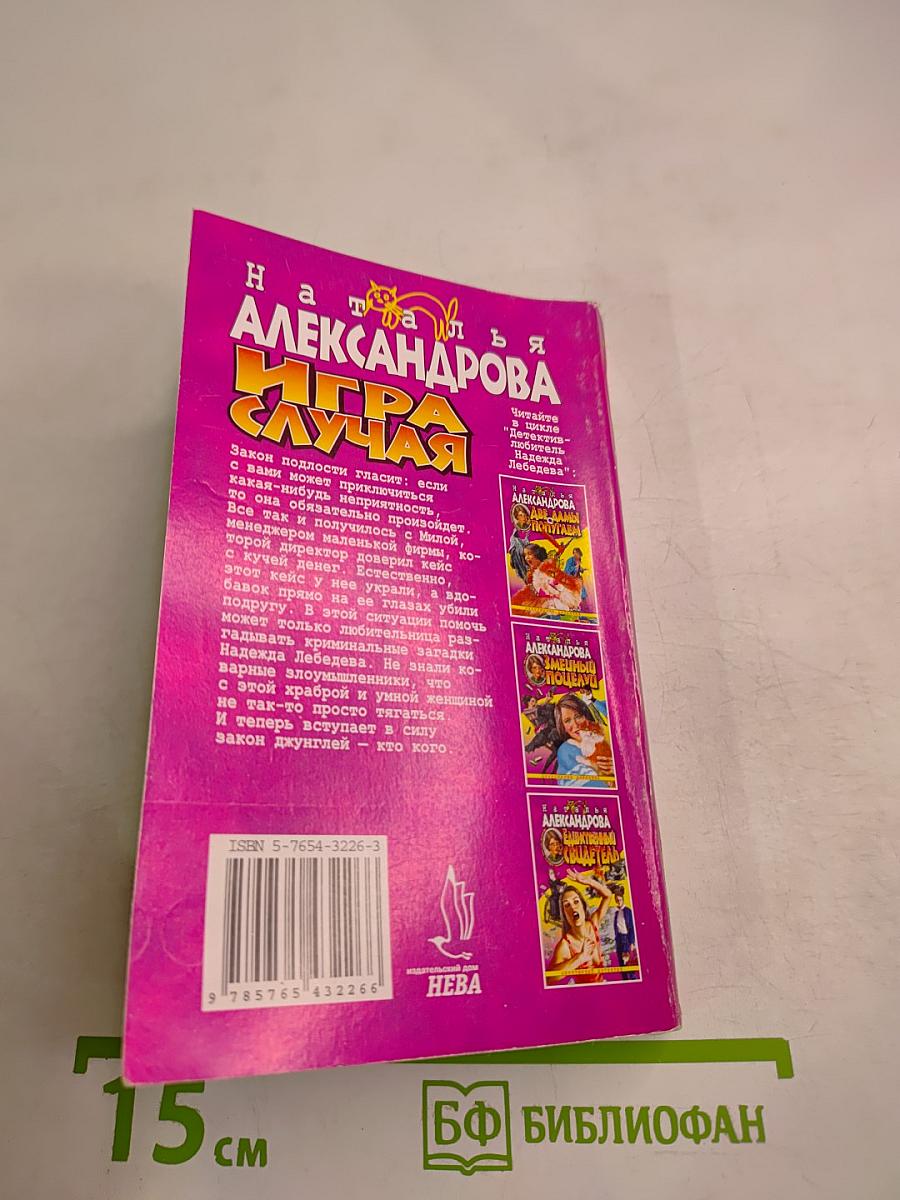 Наталья
АЛЕКСАНДРОВА
ИГРА
СЛУЧАЯ
Закон подлости гласит: если
с вами может приключиться
какая-нибудь неприятность,
то она обязательно произойдет.
Все так и получилось с Милой,
менеджером маленькой фирмы, ко-
торой директор доверил кейс
с кучей денег. Естественно,
этот кейс у нее украли, а вдо-
бавок прямо на ее глазах убили
подругу. В этой ситуации помочь
может только любительница раз-
гадывать криминальные загадки
Надежда Лебедева. Не знали ко-
варные злоумышленники, что
с этой храброй и умной женщиной
не так-то просто тягаться.
И теперь вступает в силу
закон джунглей — кто кого.
Читайте
в цикле
"Детектив-
любитель
Надежда
Лебедева":
Наталья
АЛЕКСАНДРОВА
ДВЕ ДАМЫ
С ПОПУГАЕМ
Наталья
АЛЕКСАНДРОВА
ЗМЕИНЫЙ
ПОЦЕЛУЙ
Наталья
АЛЕКСАНДРОВА
ЕДИНСТВЕННЫЙ
СВИДЕТЕЛЬ
ISBN 5-7654-3226-3
9 785765 432266
издательский дом
НЕВА
15 см
БФ БИБЛИОФАН